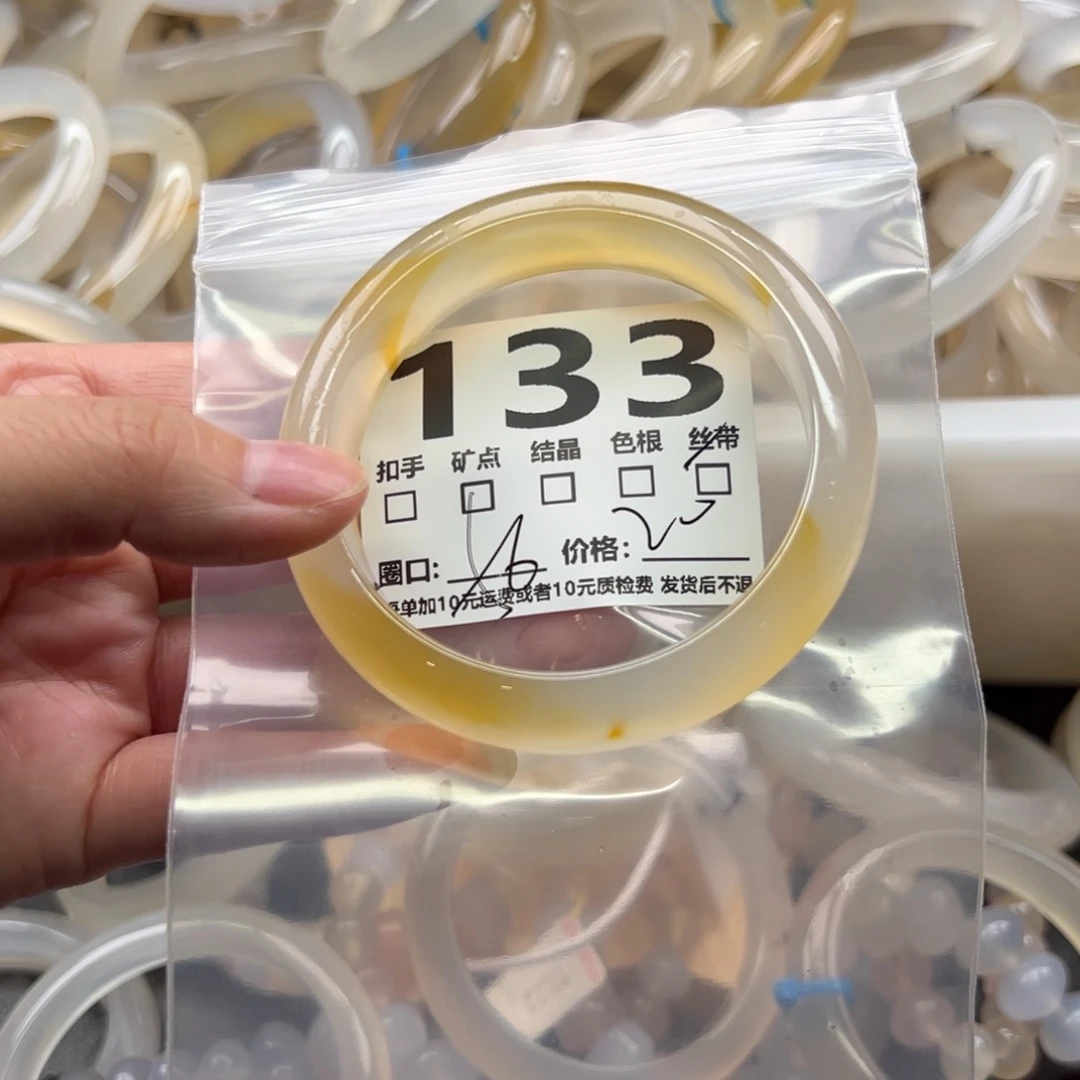 133
扣手 矿点 结晶 色根 丝带
圈口: 价格:
单加10元运费或者10元质检费 发货后不退